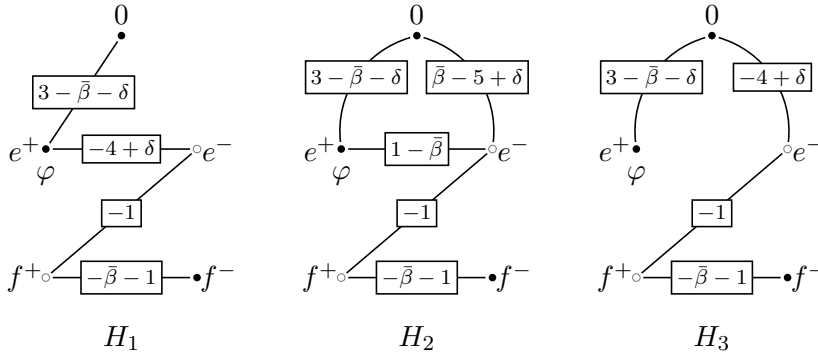 0 0 0
3 − β̄ − δ 3 − β̄ − δ β̄ − 5 + δ 3 − β̄ − δ −4 + δ
e⁺ −4 + δ e⁻ e⁺ 1 − β̄ e⁻ e⁺ e⁻
φ φ φ
−1 −1 −1
f⁺ −β̄ − 1 f⁻ f⁺ −β̄ − 1 f⁻ f⁺ −β̄ − 1 f⁻
H₁ H₂ H₃